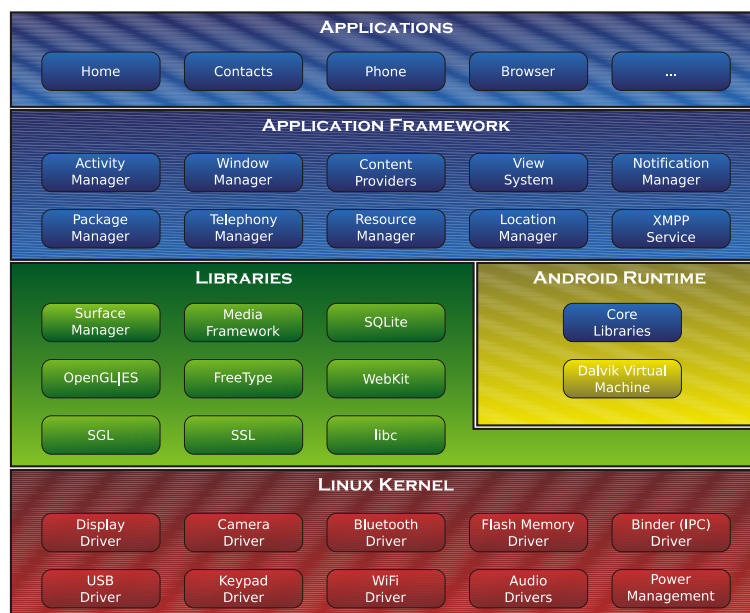 APPLICATIONS
Home
Contacts
Phone
Browser
...
APPLICATION FRAMEWORK
Activity
Manager
Window
Manager
Content
Providers
View
System
Notification
Manager
Package
Manager
Telephony
Manager
Resource
Manager
Location
Manager
XMPP
Service
LIBRARIES
Surface
Manager
Media
Framework
SQLite
OpenGL|ES
FreeType
WebKit
SGL
SSL
libc
ANDROID RUNTIME
Core
Libraries
Dalvik Virtual
Machine
LINUX KERNEL
Display
Driver
Camera
Driver
Bluetooth
Driver
Flash Memory
Driver
Binder (IPC)
Driver
USB
Driver
Keypad
Driver
WiFi
Driver
Audio
Drivers
Power
Management